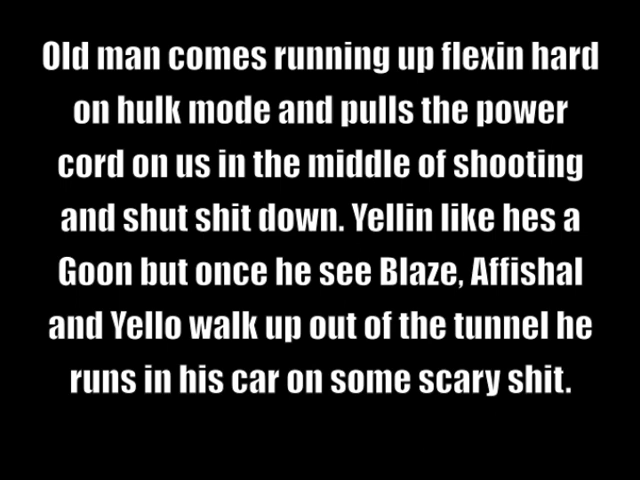 Old man comes running up flexin hard
on hulk mode and pulls the power
cord on us in the middle of shooting
and shut shit down. Yellin like hes a
Goon but once he see Blaze, Affishal
and Yello walk up out of the tunnel he
runs in his car on some scary shit.